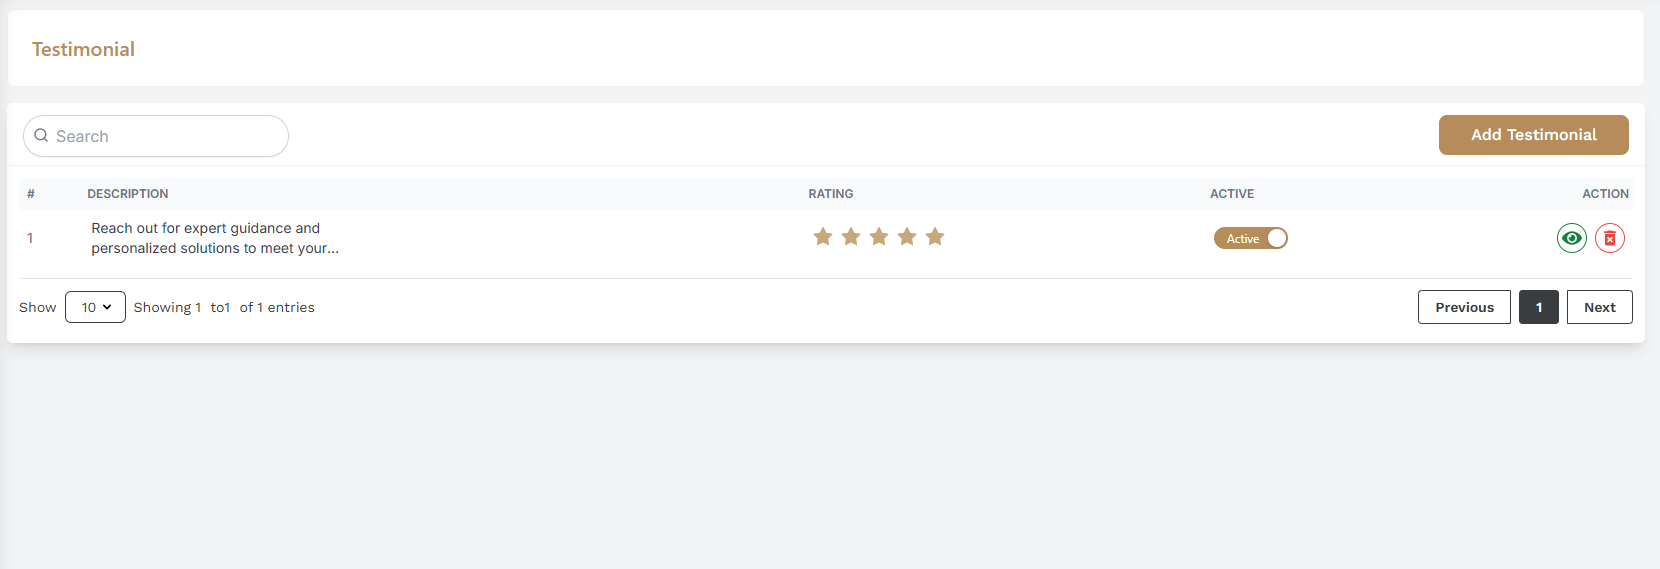 Testimonial
Search
Add Testimonial
# DESCRIPTION RATING ACTIVE ACTION
1 Reach out for expert guidance and
personalized solutions to meet your...
Active
Show 10 Showing 1 to1 of 1 entries
Previous 1 Next